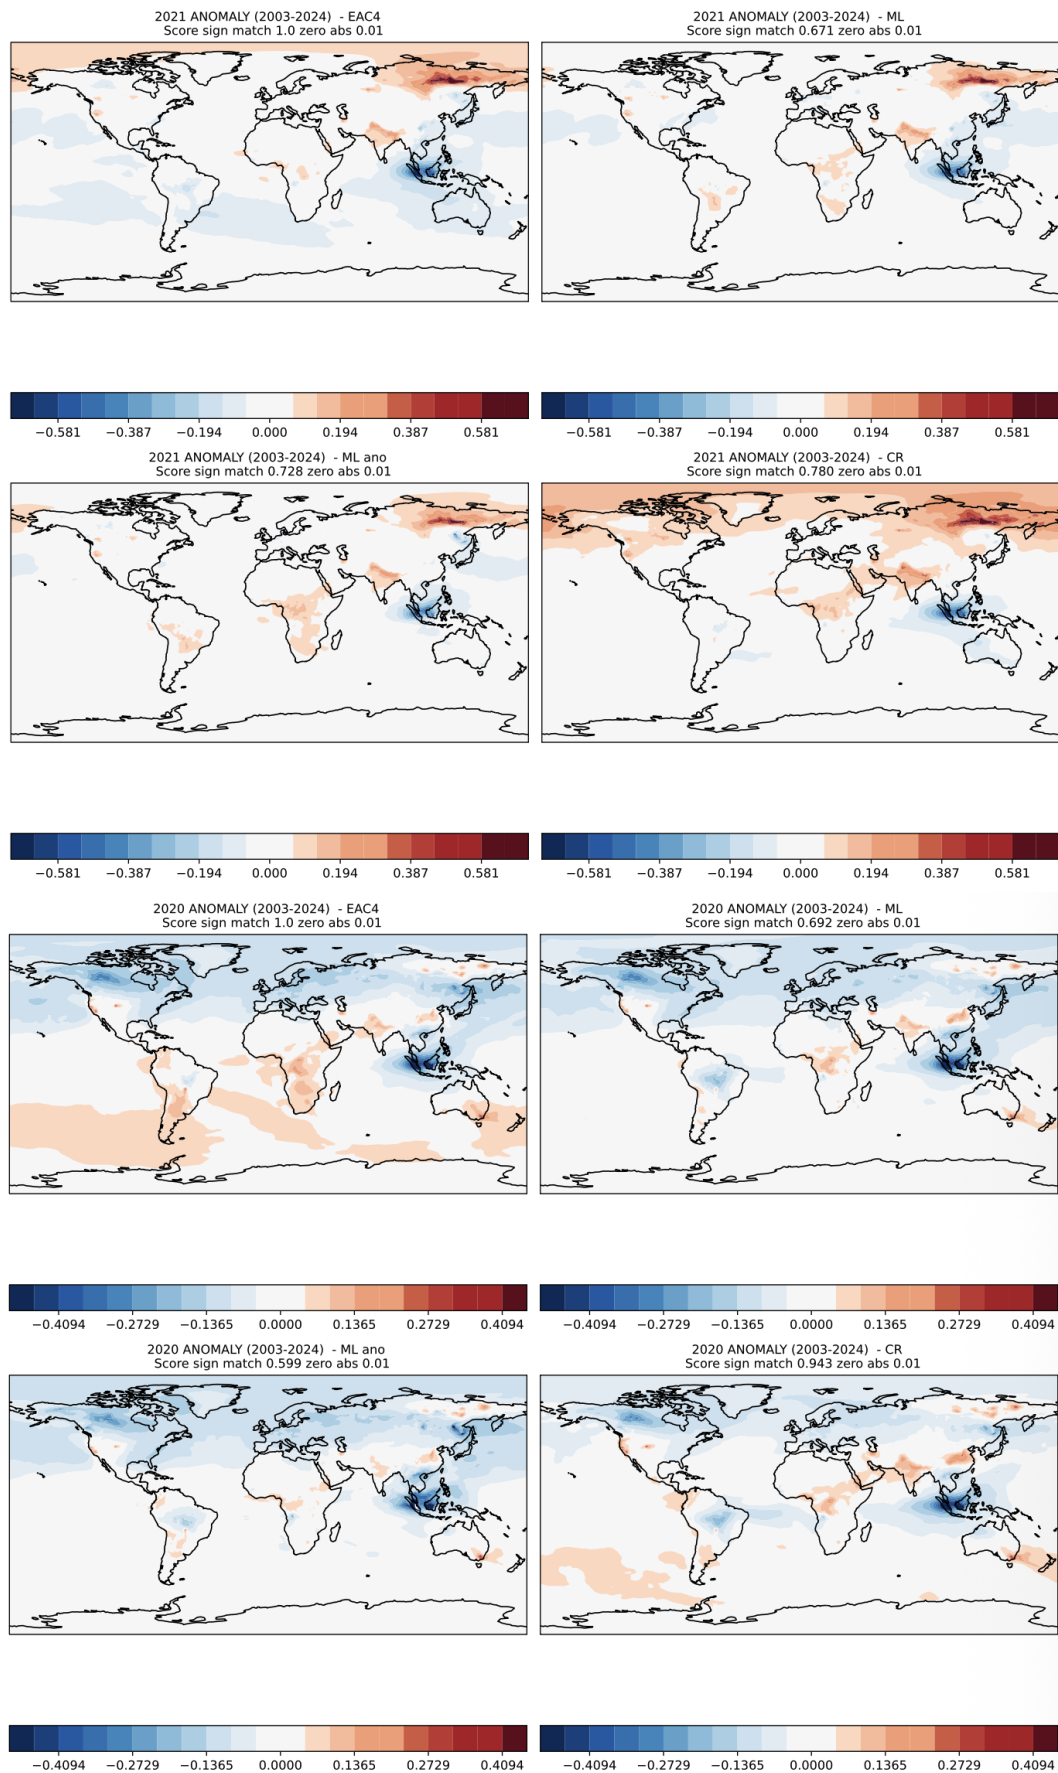 2021 ANOMALY (2003-2024)  - EAC4
Score sign match 1.0 zero abs 0.01
2021 ANOMALY (2003-2024)  - ML
Score sign match 0.671 zero abs 0.01
−0.581 −0.387 −0.194 0.000 0.194 0.387 0.581
−0.581 −0.387 −0.194 0.000 0.194 0.387 0.581
2021 ANOMALY (2003-2024)  - ML ano
Score sign match 0.728 zero abs 0.01
2021 ANOMALY (2003-2024)  - CR
Score sign match 0.780 zero abs 0.01
−0.581 −0.387 −0.194 0.000 0.194 0.387 0.581
−0.581 −0.387 −0.194 0.000 0.194 0.387 0.581
2020 ANOMALY (2003-2024)  - EAC4
Score sign match 1.0 zero abs 0.01
2020 ANOMALY (2003-2024)  - ML
Score sign match 0.692 zero abs 0.01
−0.4094 −0.2729 −0.1365 0.0000 0.1365 0.2729 0.4094
−0.4094 −0.2729 −0.1365 0.0000 0.1365 0.2729 0.4094
2020 ANOMALY (2003-2024)  - ML ano
Score sign match 0.599 zero abs 0.01
2020 ANOMALY (2003-2024)  - CR
Score sign match 0.943 zero abs 0.01
−0.4094 −0.2729 −0.1365 0.0000 0.1365 0.2729 0.4094
−0.4094 −0.2729 −0.1365 0.0000 0.1365 0.2729 0.4094